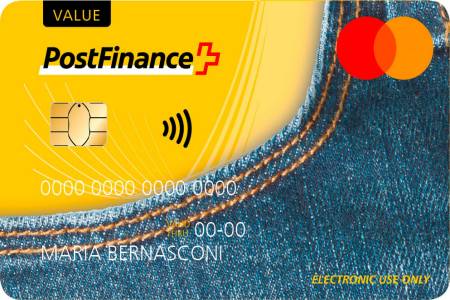 VALUE
PostFinance
0000 0000 0000 0000
00-00
MARIA BERNASCONI
ELECTRONIC USE ONLY